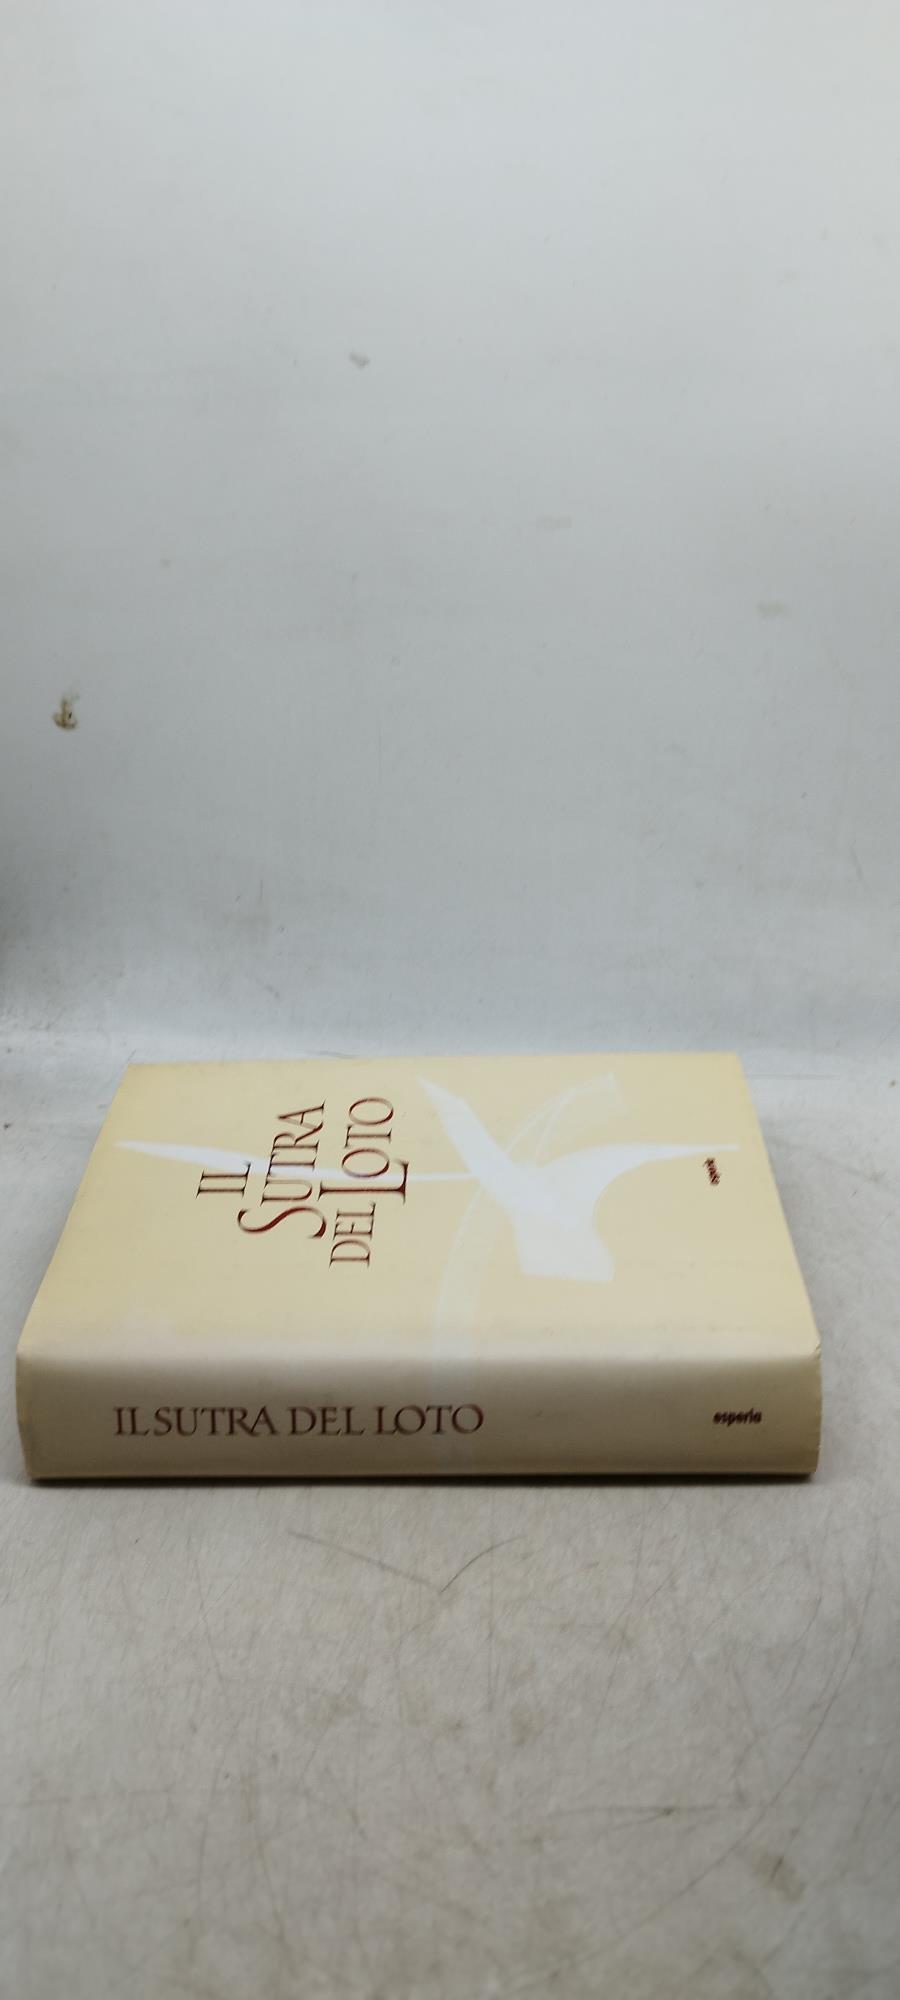 IL
SUTRA
DEL LOTO
esperia
IL SUTRA DEL LOTO
esperia